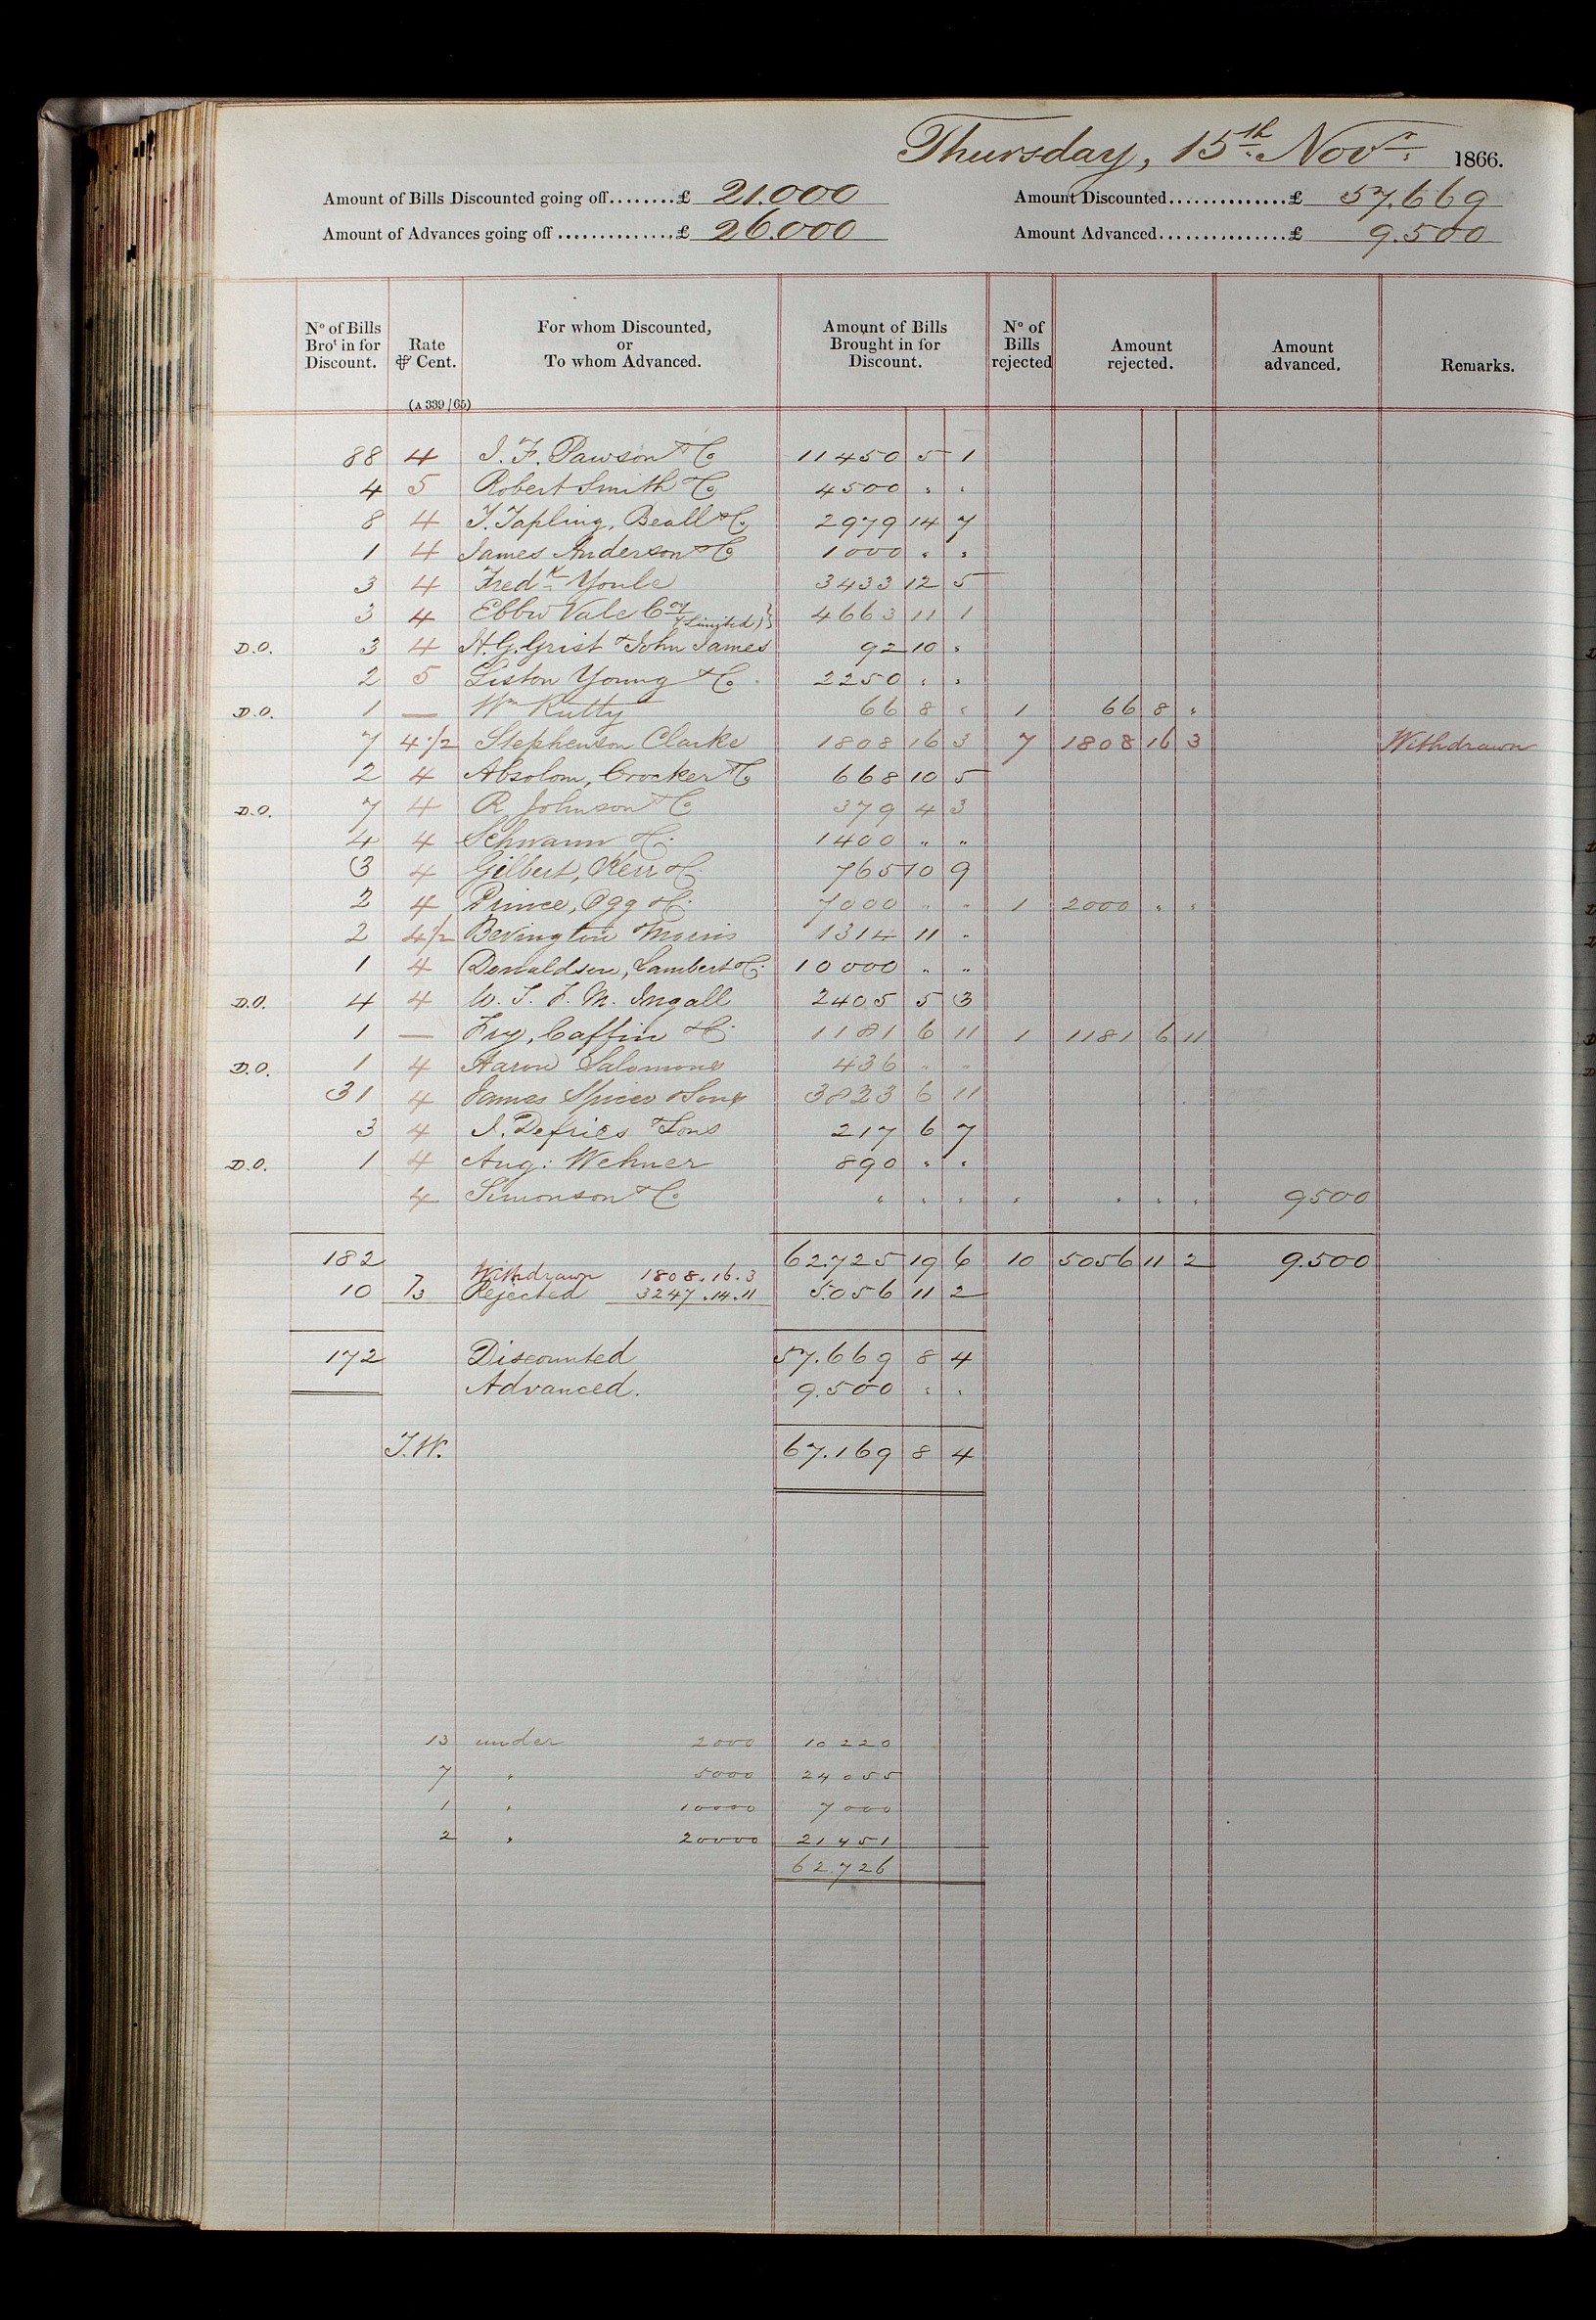 Thursday, 15th Novr. 1866.
Amount of Bills Discounted going off........£ 21.000 Amount Discounted..............£ 57.669
Amount of Advances going off ..............£ 26.000 Amount Advanced...............£ 9.500
No of Bills Brot in for Discount. Rate ℔ Cent. For whom Discounted, or To whom Advanced. Amount of Bills Brought in for Discount. No of Bills rejected Amount rejected. Amount advanced. Remarks.
(A 339/65)
88 4 J. F. Pawson & Co 11450 5 1
4 5 Robert Smith & Co 4500 " "
8 4 T. Tapling, Beall & Co 2979 14 7
1 4 James Anderson & Co 1000 " "
3 4 Fredk Youle 3433 12 5
3 4 Ebbw Vale Coy (Limited) } 4663 11 1
D.O. 3 4 H. G. Grist & John James 92 10 "
2 5 Liston Young & Co 2250 " "
D.O. 1 — Wm Rutty 66 8 " 1 66 8 "
7 4 1/2 Stephenson Clarke 1808 16 3 7 1808 16 3 Withdrawn
2 4 Absolom, Crocker & Co 668 10 5
D.O. 7 4 R Johnson & Co 379 4 3
4 4 Schwann & Co. 1400 " "
3 4 Gilbert, Kerr & Co. 765 10 9
2 4 Prince, Ogg & Co. 7000 " " 1 2000 " "
2 4 1/2 Bevington & Morris 1314 11 "
1 4 Donaldson, Lambert & Co. 10000 " "
D.O. 4 4 W. T. F. M. Ingall 2405 5 3
1 — Fry, Caffin & Co. 1181 6 11 1 1181 6 11
D.O. 1 4 Aaron Salomons 436 " "
31 4 James Spicer & Sons 3823 6 11
3 4 J. Defries & Sons 217 6 7
D.O. 1 4 Aug: Wehner 890 " "
4 Simonson & Co " " " " " " " 9500
182 62.725 19 6 10 5056 11 2 9.500
Withdrawn 1808.16.3
10 7/3 Rejected 3247.14.11 5.056 11 2
172 Discounted 57.669 8 4
Advanced. 9.500 " "
T.W. 67.169 8 4
13 under 2000 10220
7 " 5000 24055
1 " 10000 7000
2 " 20000 21451
62.726